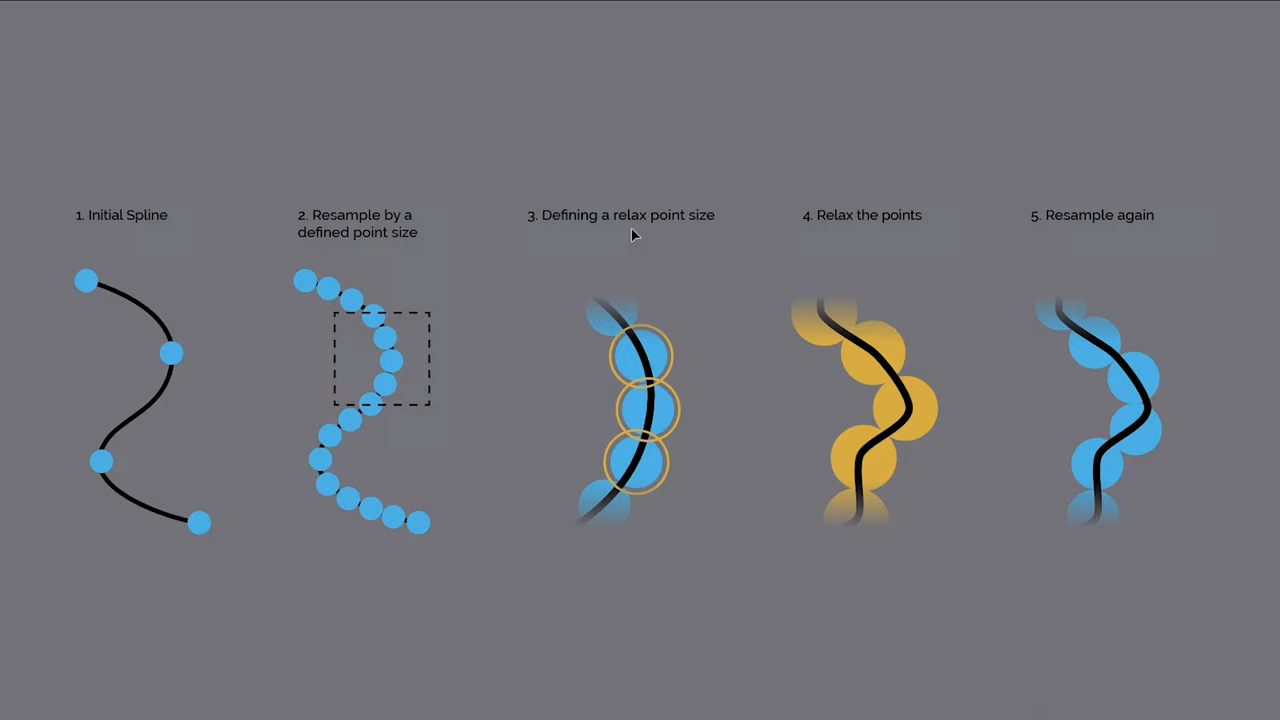 1. Initial Spline
2. Resample by a
defined point size
3. Defining a relax point size
4. Relax the points
5. Resample again